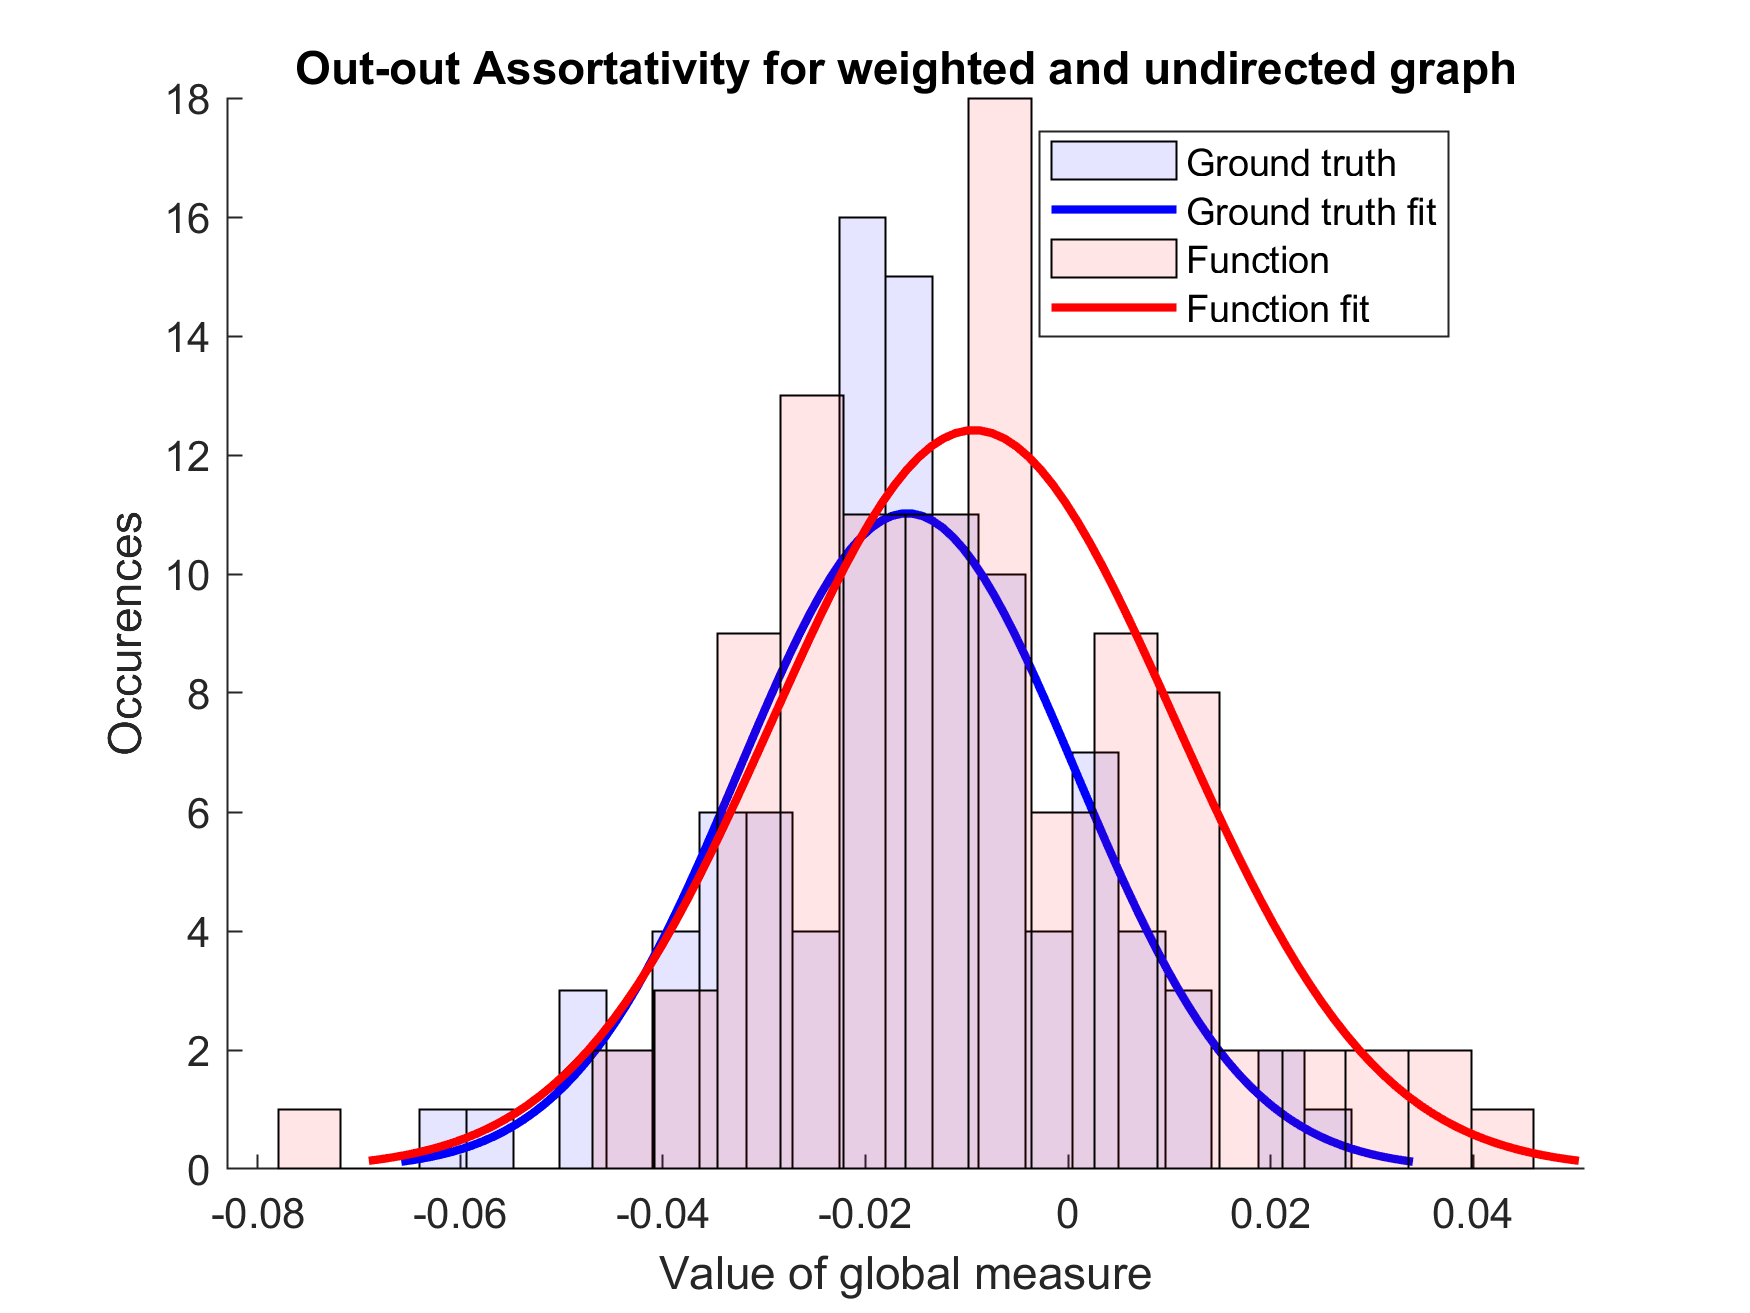 Out-out Assortativity for weighted and undirected graph
18
16
14
12
10
8
6
4
2
0
Occurences
Ground truth
Ground truth fit
Function
Function fit
-0.08 -0.06 -0.04 -0.02 0 0.02 0.04
Value of global measure